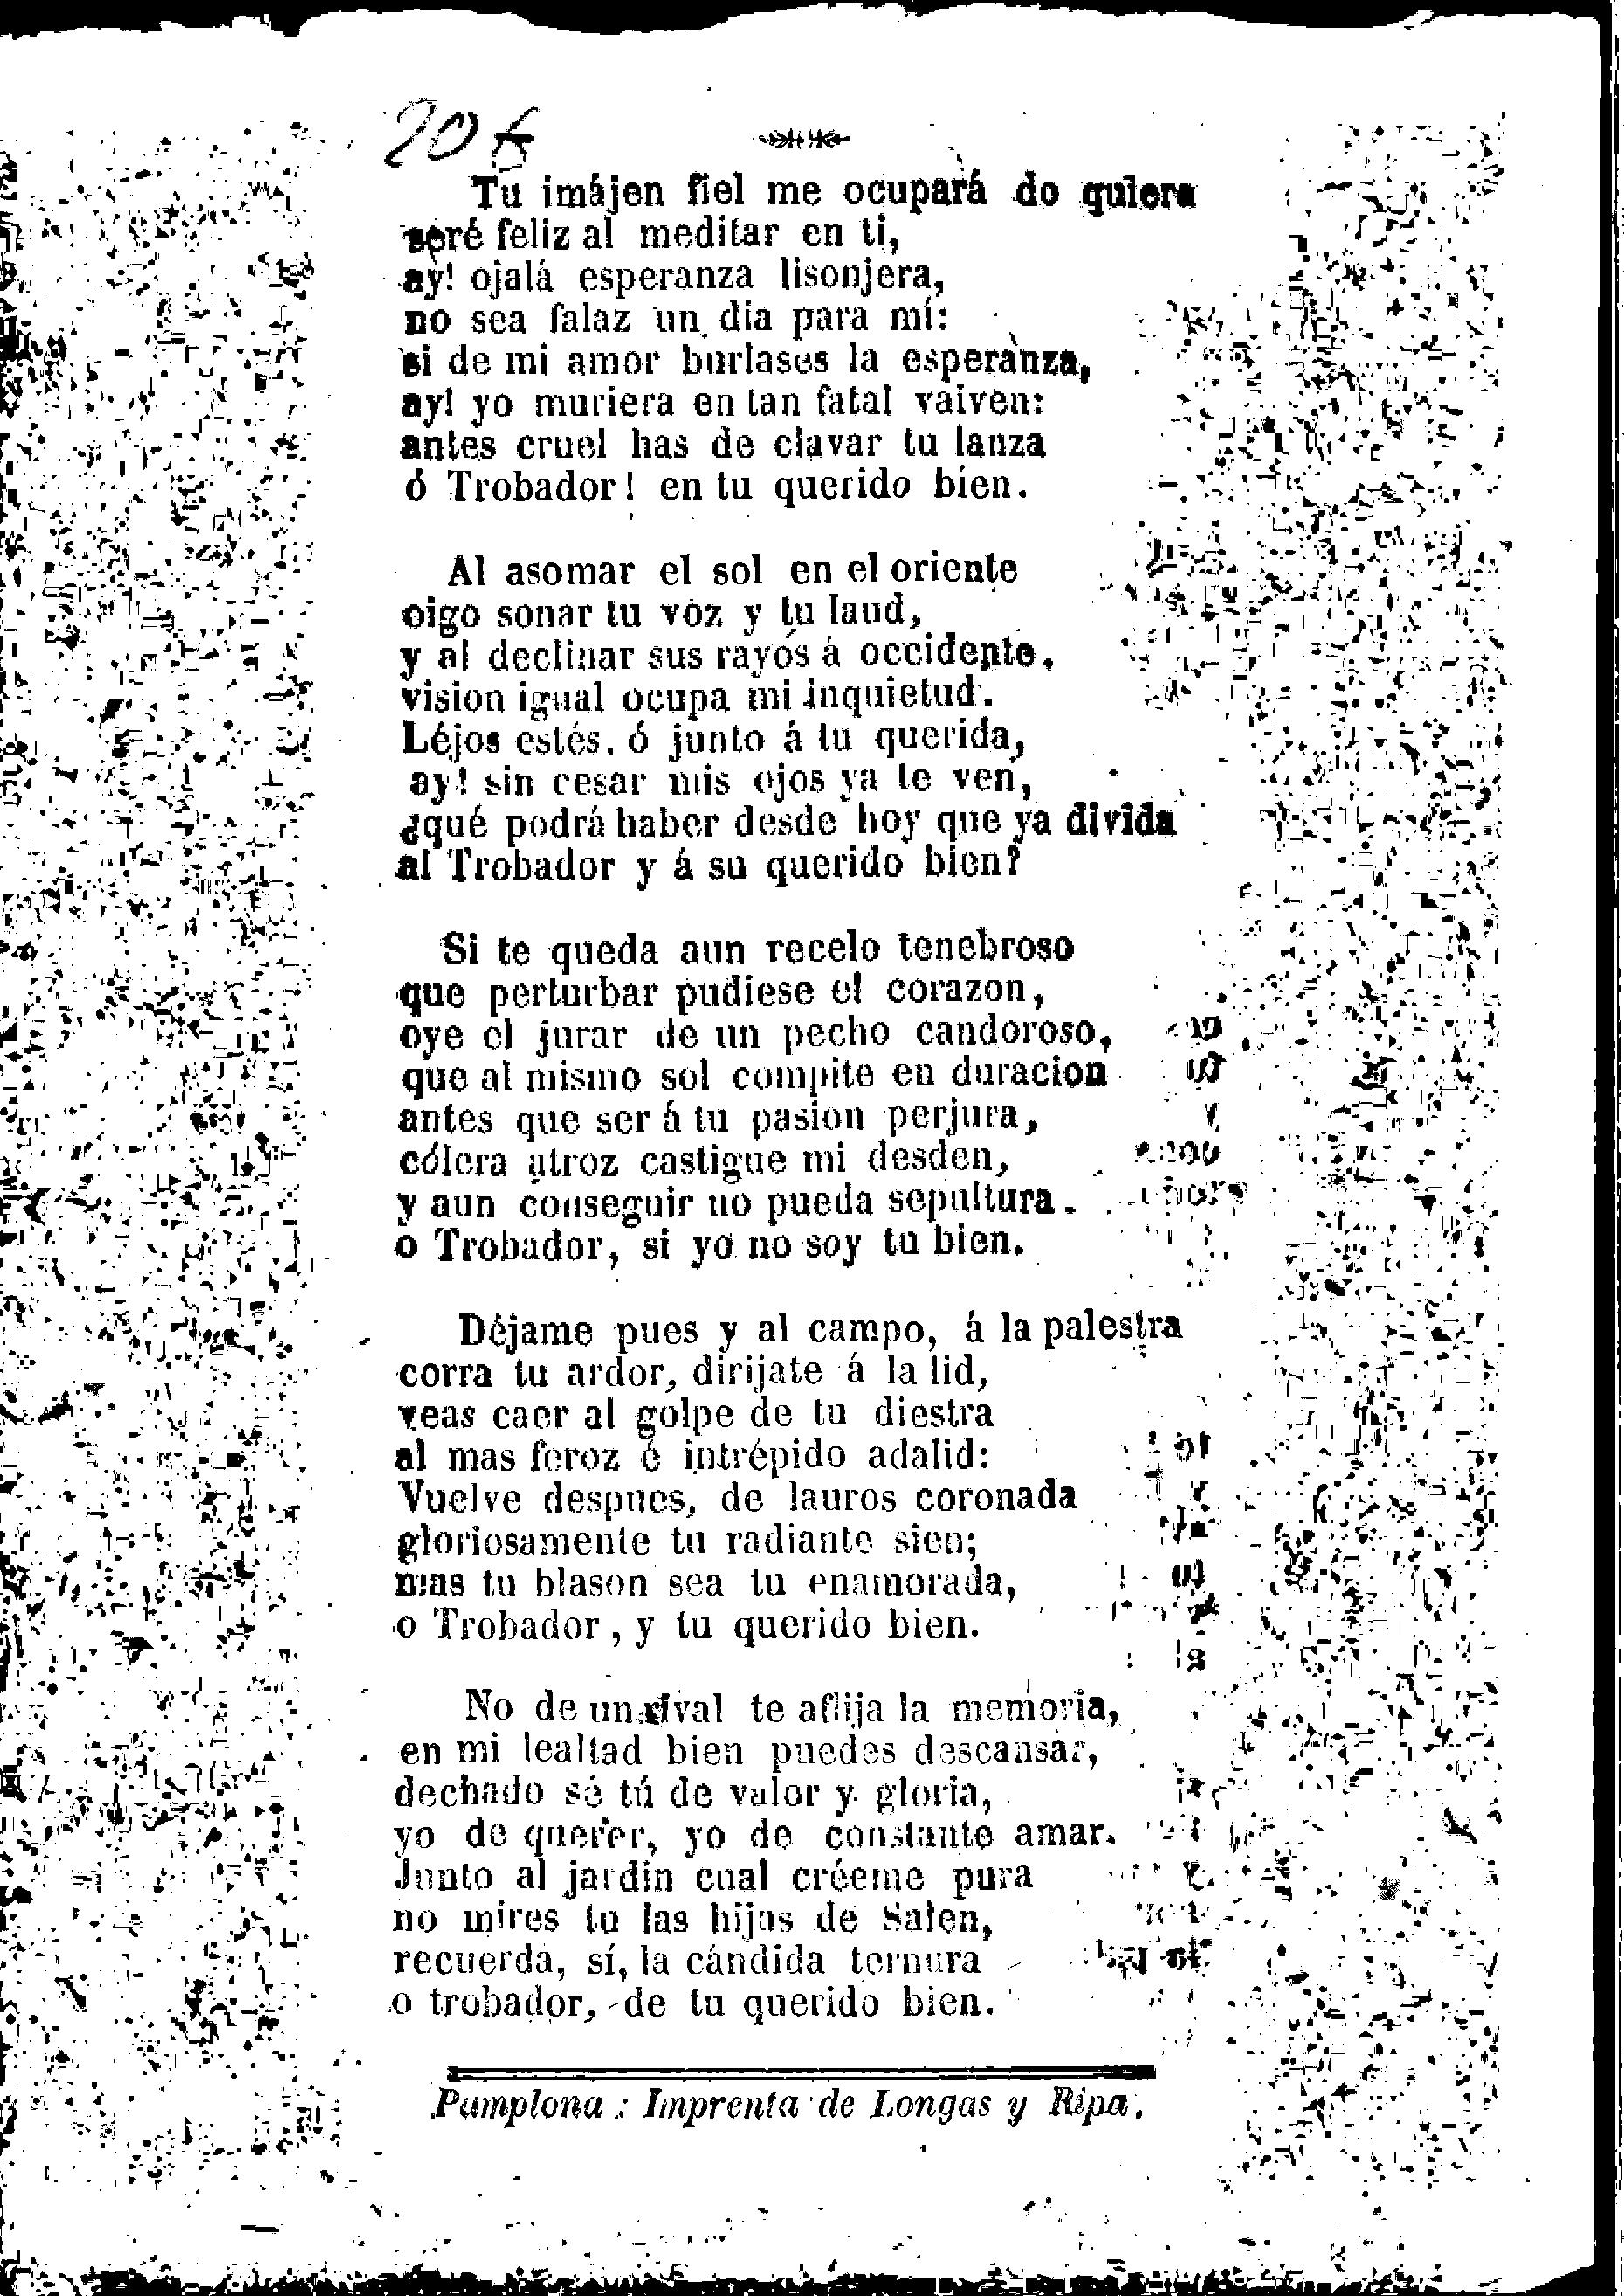 206
Tu imájen fiel me ocupará do quiera
seré feliz al meditar en ti,
ay! ojalá esperanza lisonjera,
no sea falaz un dia para mí:
si de mi amor burlases la esperanza,
ay! yo muriera en tan fatal vaiven:
antes cruel has de clavar tu lanza
ó Trobador! en tu querido bien.
Al asomar el sol en el oriente
oigo sonar tu voz y tu laud,
y al declinar sus rayos á occidente,
vision igual ocupa mi inquietud.
Léjos estés, ó junto á tu querida,
ay! sin cesar mis ojos ya te ven,
¿qué podrá haber desde hoy que ya divida
al Trobador y á su querido bien?
Si te queda aun recelo tenebroso
que perturbar pudiese el corazon,
oye el jurar de un pecho candoroso,
que al mismo sol compite en duracion
antes que ser á tu pasion perjura,
cólera atroz castigue mi desden,
y aun conseguir no pueda sepultura.
o Trobador, si yo no soy tu bien.
Déjame pues y al campo, á la palestra
corra tu ardor, dirijate á la lid,
veas caer al golpe de tu diestra
al mas feroz é intrépido adalid:
Vuelve despues, de lauros coronada
gloriosamente tu radiante sien;
mas tu blason sea tu enamorada,
o Trobador, y tu querido bien.
No de un rival te aflija la memoria,
en mi lealtad bien puedes descansar,
dechado sé tú de valor y gloria,
yo de querer, yo de constante amar.
Junto al jardin cual créeme pura
no mires tu las hijas de Salen,
recuerda, sí, la cándida ternura
o trobador, de tu querido bien.
Pamplona: Imprenta de Longas y Ripa.